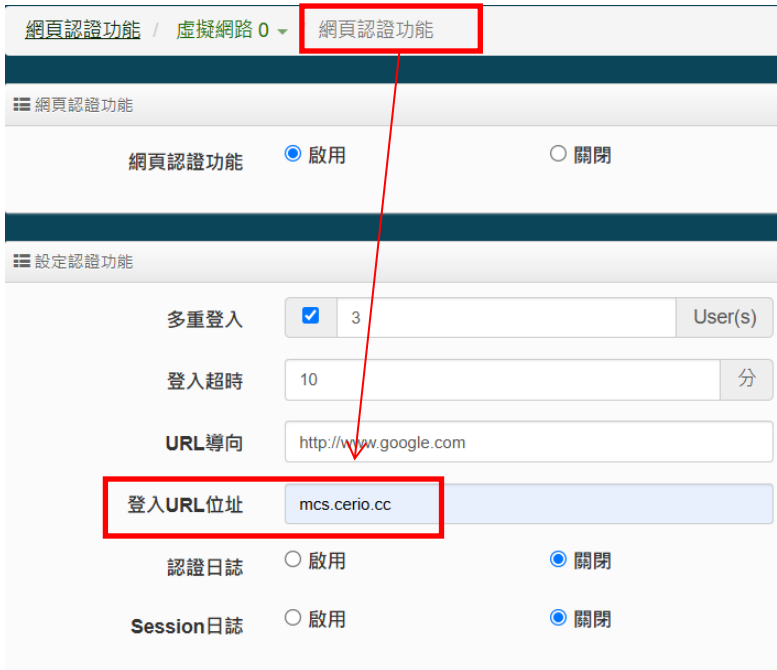 網頁認證功能 / 虛擬網路 0 網頁認證功能
網頁認證功能
網頁認證功能 啟用 關閉
設定認證功能
多重登入 3 User(s)
登入超時 10 分
URL導向 http://www.google.com
登入URL位址 mcs.cerio.cc
認證日誌 啟用 關閉
Session日誌 啟用 關閉